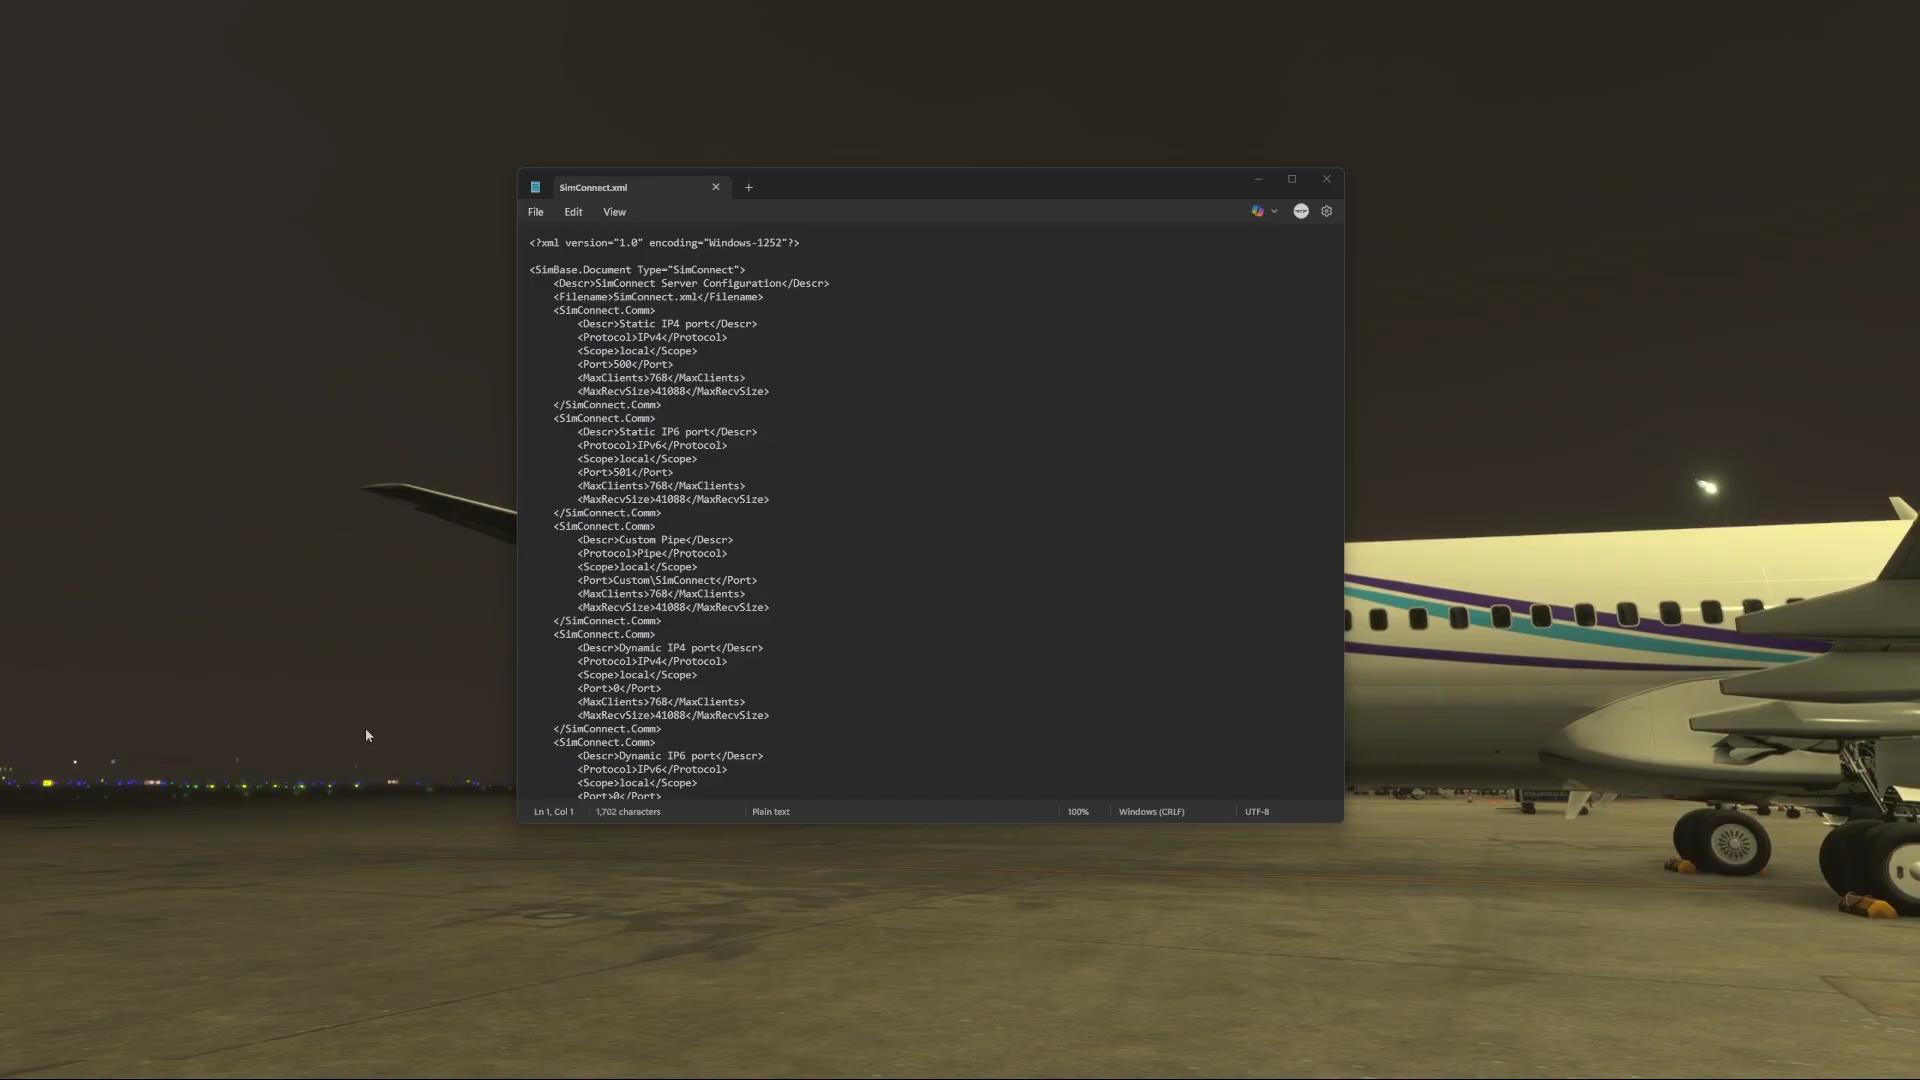 SimConnect.xml
File Edit View
<?xml version="1.0" encoding="Windows-1252"?>
<SimBase.Document Type="SimConnect">
<Descr>SimConnect Server Configuration</Descr>
<Filename>SimConnect.xml</Filename>
<SimConnect.Comm>
<Descr>Static IP4 port</Descr>
<Protocol>IPv4</Protocol>
<Scope>local</Scope>
<Port>500</Port>
<MaxClients>768</MaxClients>
<MaxRecvSize>41088</MaxRecvSize>
</SimConnect.Comm>
<SimConnect.Comm>
<Descr>Static IP6 port</Descr>
<Protocol>IPv6</Protocol>
<Scope>local</Scope>
<Port>501</Port>
<MaxClients>768</MaxClients>
<MaxRecvSize>41088</MaxRecvSize>
</SimConnect.Comm>
<SimConnect.Comm>
<Descr>Custom Pipe</Descr>
<Protocol>Pipe</Protocol>
<Scope>local</Scope>
<Port>Custom\SimConnect</Port>
<MaxClients>768</MaxClients>
<MaxRecvSize>41088</MaxRecvSize>
</SimConnect.Comm>
<SimConnect.Comm>
<Descr>Dynamic IP4 port</Descr>
<Protocol>IPv4</Protocol>
<Scope>local</Scope>
<Port>0</Port>
<MaxClients>768</MaxClients>
<MaxRecvSize>41088</MaxRecvSize>
</SimConnect.Comm>
<SimConnect.Comm>
<Descr>Dynamic IP6 port</Descr>
<Protocol>IPv6</Protocol>
<Scope>local</Scope>
<Port>0</Port>
Ln 1, Col 1 1,702 characters Plain text 100% Windows (CRLF) UTF-8